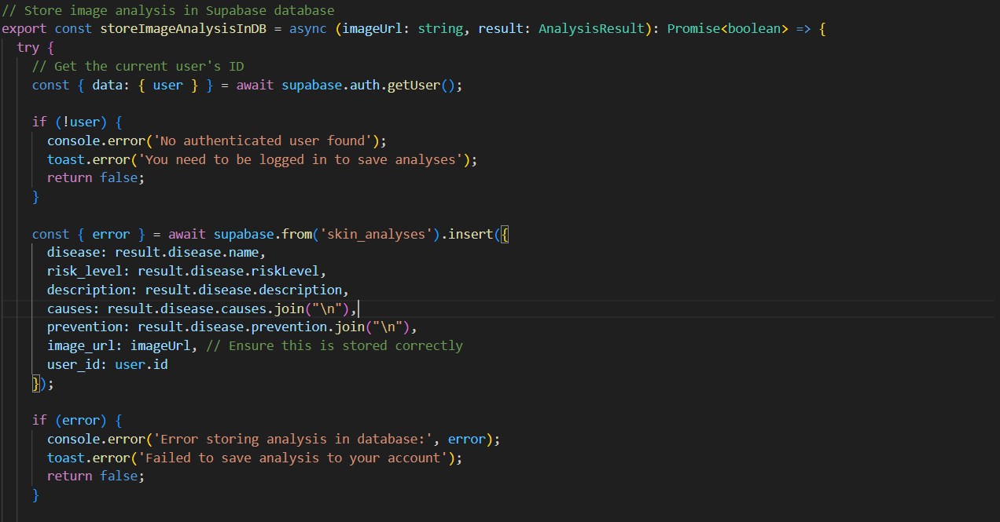 // Store image analysis in Supabase database
export const storeImageAnalysisInDB = async (imageUrl: string, result: AnalysisResult): Promise<boolean> => {
  try {
    // Get the current user's ID
    const { data: { user } } = await supabase.auth.getUser();

    if (!user) {
      console.error('No authenticated user found');
      toast.error('You need to be logged in to save analyses');
      return false;
    }

    const { error } = await supabase.from('skin_analyses').insert({
      disease: result.disease.name,
      risk_level: result.disease.riskLevel,
      description: result.disease.description,
      causes: result.disease.causes.join("\n"),
      prevention: result.disease.prevention.join("\n"),
      image_url: imageUrl, // Ensure this is stored correctly
      user_id: user.id
    });

    if (error) {
      console.error('Error storing analysis in database:', error);
      toast.error('Failed to save analysis to your account');
      return false;
    }